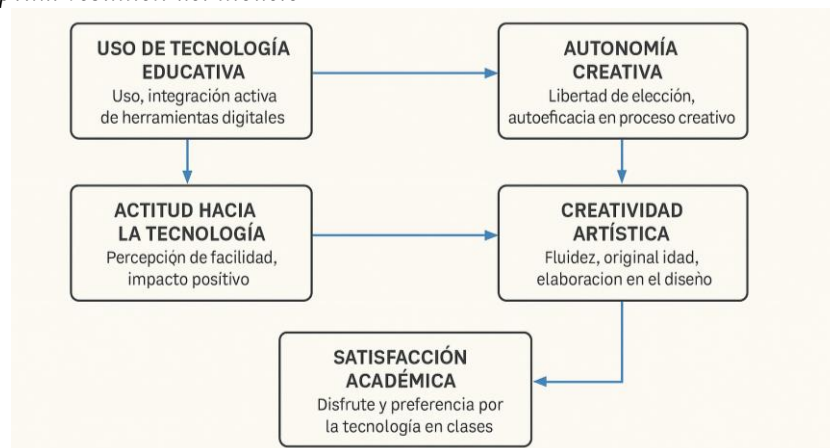 USO DE TECNOLOGÍA
EDUCATIVA
Uso, integración activa
de herramientas digitales
AUTONOMÍA
CREATIVA
Libertad de elección,
autoeficacia en proceso creativo
ACTITUD HACIA
LA TECNOLOGÍA
Percepción de facilidad,
impacto positivo
CREATIVIDAD
ARTÍSTICA
Fluidez, original idad,
elaboracion en el diseño
SATISFACCIÓN
ACADÉMICA
Disfrute y preferencia por
la tecnología en clases